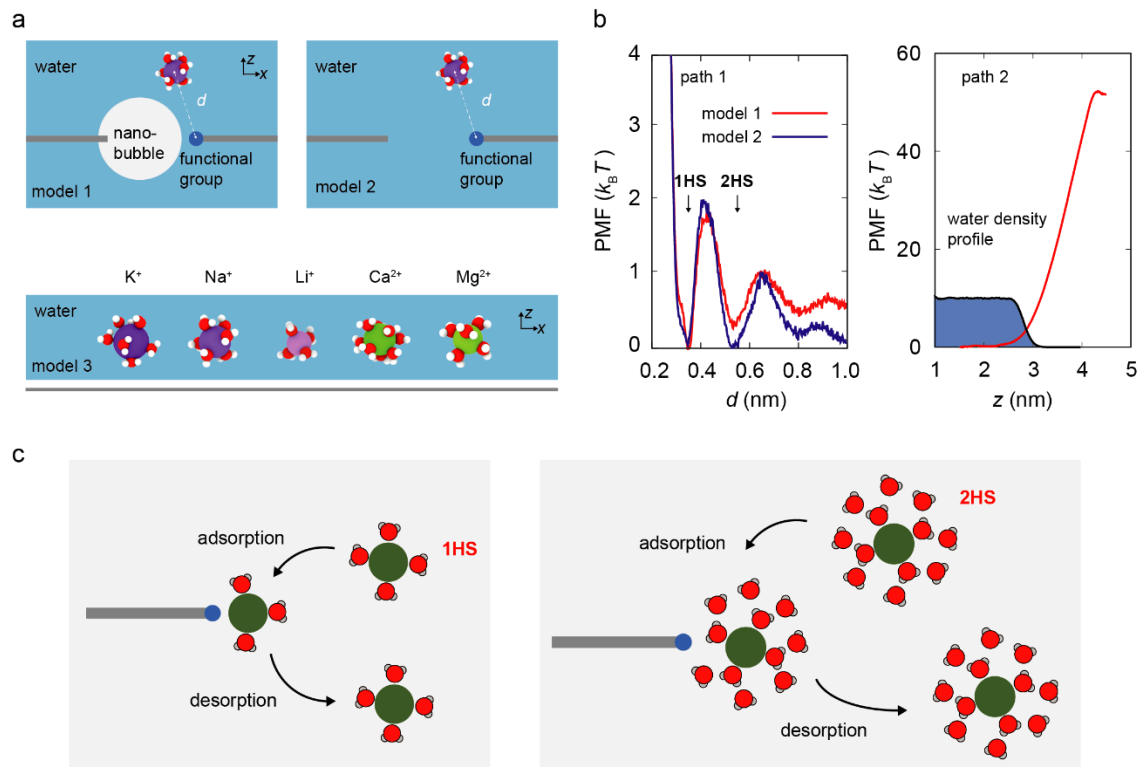 a
water
z
x
d
nano-
bubble
functional
group
model 1
water
z
x
d
functional
group
model 2
K⁺
Na⁺
Li⁺
Ca²⁺
Mg²⁺
water
z
x
model 3
b
PMF (k_BT)
4
3
2
1
0
path 1
model 1
model 2
1HS
2HS
0.2 0.4 0.6 0.8 1.0
d (nm)
PMF (k_BT)
60
40
20
0
path 2
water density
profile
1 2 3 4 5
z (nm)
c
adsorption
1HS
desorption
2HS
adsorption
desorption